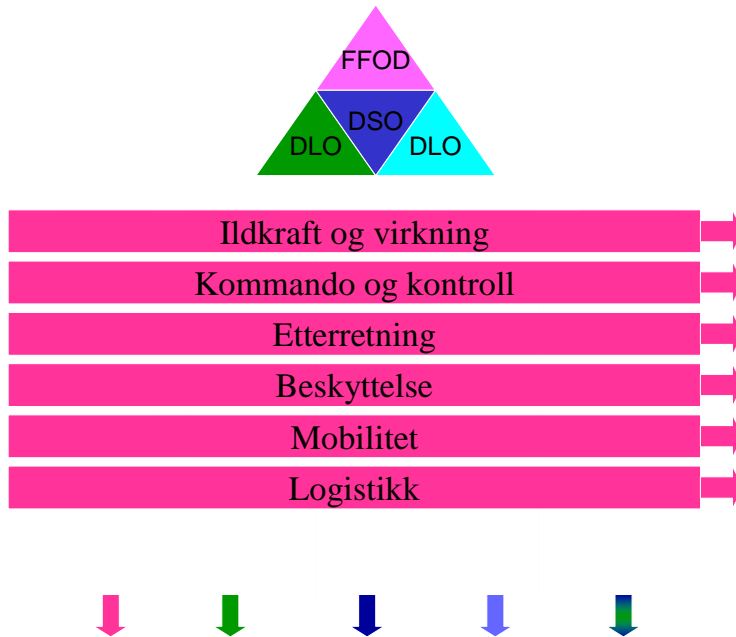 FFOD
DSO
DLO DLO
Ildkraft og virkning
Kommando og kontroll
Etterretning
Beskyttelse
Mobilitet
Logistikk